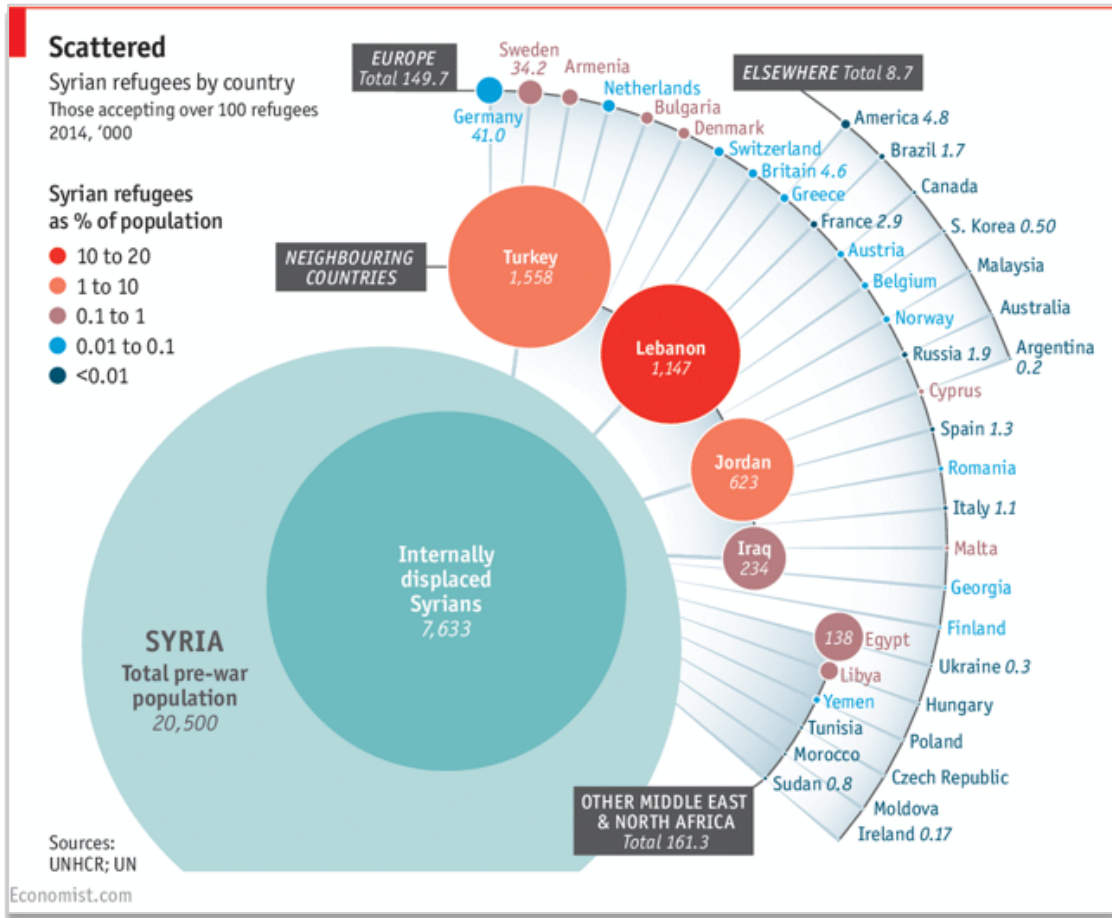 Scattered
Syrian refugees by country
Those accepting over 100 refugees
2014, '000
Syrian refugees
as % of population
10 to 20
1 to 10
0.1 to 1
0.01 to 0.1
<0.01
EUROPE
Total 149.7
Germany
41.0
Sweden
34.2
Armenia
Netherlands
Bulgaria
Denmark
Switzerland
Britain 4.6
Greece
France 2.9
Austria
Belgium
Norway
Russia 1.9
Cyprus
Spain 1.3
Romania
Italy 1.1
Malta
Georgia
Finland
Ukraine 0.3
Hungary
Poland
Czech Republic
Moldova
Ireland 0.17
ELSEWHERE Total 8.7
America 4.8
Brazil 1.7
Canada
S. Korea 0.50
Malaysia
Australia
Argentina
0.2
NEIGHBOURING
COUNTRIES
Turkey
1,558
Lebanon
1,147
Jordan
623
Iraq
234
138 Egypt
Libya
Yemen
Tunisia
Morocco
Sudan 0.8
OTHER MIDDLE EAST
& NORTH AFRICA
Total 161.3
Internally
displaced
Syrians
7,633
SYRIA
Total pre-war
population
20,500
Sources:
UNHCR; UN
Economist.com